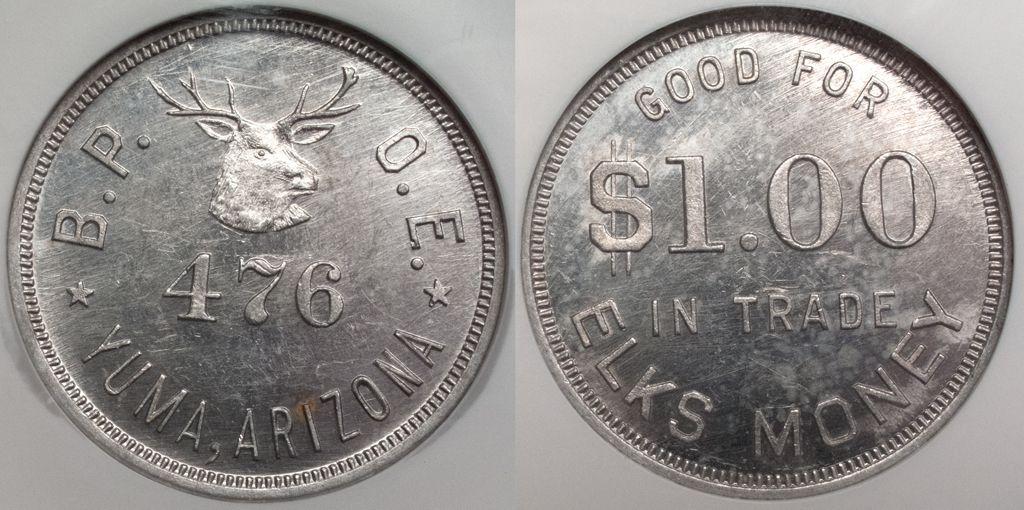 B.P. O.E.
476
YUMA, ARIZONA
GOOD FOR
$1.00
IN TRADE
ELKS MONEY